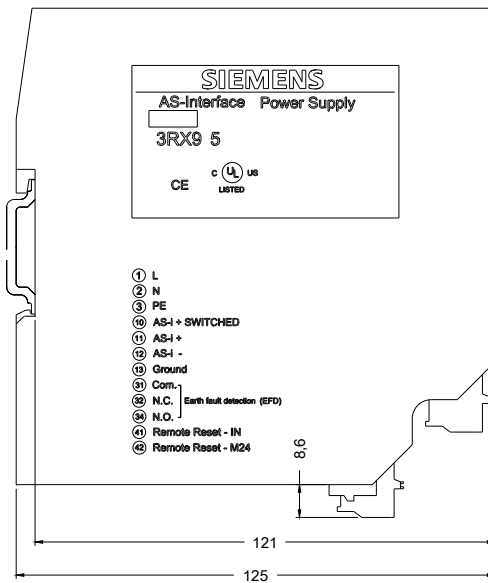 SIEMENS
AS-Interface Power Supply
3RX9 5
CE
C UL US
LISTED
1 L
2 N
3 PE
10 AS-i + SWITCHED
11 AS-i +
12 AS-i -
13 Ground
31 Com.
32 N.C. Earth fault detection (EFD)
34 N.O.
41 Remote Reset - IN
42 Remote Reset - M24
8,6
121
125